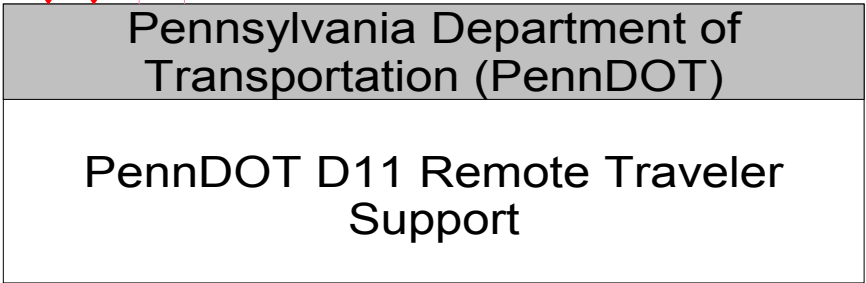 Pennsylvania Department of
Transportation (PennDOT)
PennDOT D11 Remote Traveler
Support